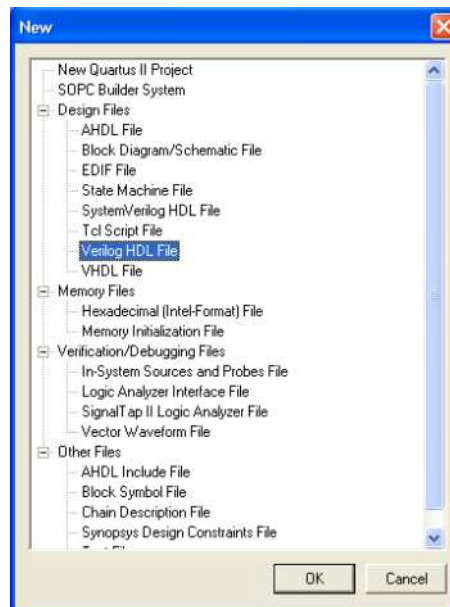 New
New Quartus II Project
SOPC Builder System
Design Files
AHDL File
Block Diagram/Schematic File
EDIF File
State Machine File
SystemVerilog HDL File
Tcl Script File
Verilog HDL File
VHDL File
Memory Files
Hexadecimal (Intel-Format) File
Memory Initialization File
Verification/Debugging Files
In-System Sources and Probes File
Logic Analyzer Interface File
SignalTap II Logic Analyzer File
Vector Waveform File
Other Files
AHDL Include File
Block Symbol File
Chain Description File
Synopsys Design Constraints File
OK Cancel